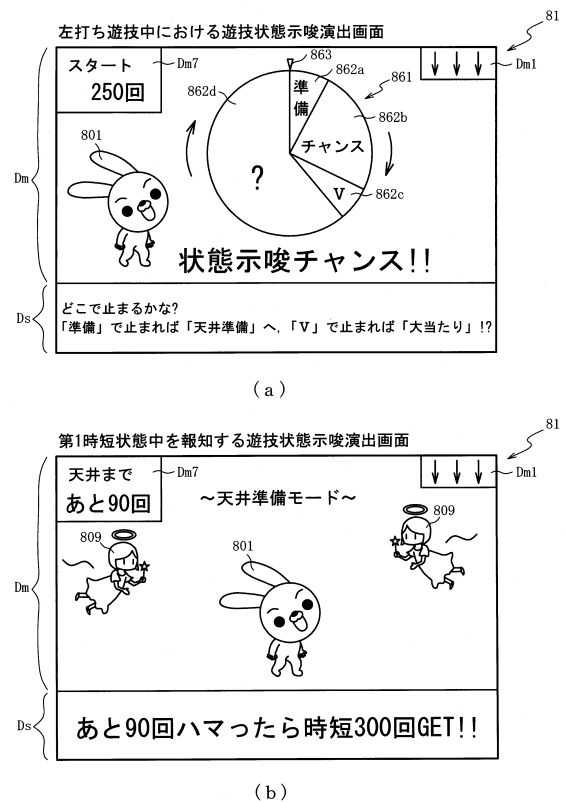 左打ち遊技中における遊技状態示唆演出画面
81
スタート
250回
Dm7
863
862a
861
862d
862b
Dm1
準備
チャンス
801
?
V
862c
Dm
状態示唆チャンス!!
Ds
どこで止まるかな?
「準備」で止まれば「天井準備」へ,「V」で止まれば「大当たり」!?
(a)
第1時短状態中を報知する遊技状態示唆演出画面
81
天井まで
あと90回
Dm7
Dm1
~天井準備モード~
809
809
801
Dm
Ds
あと90回ハマったら時短300回GET!!
(b)